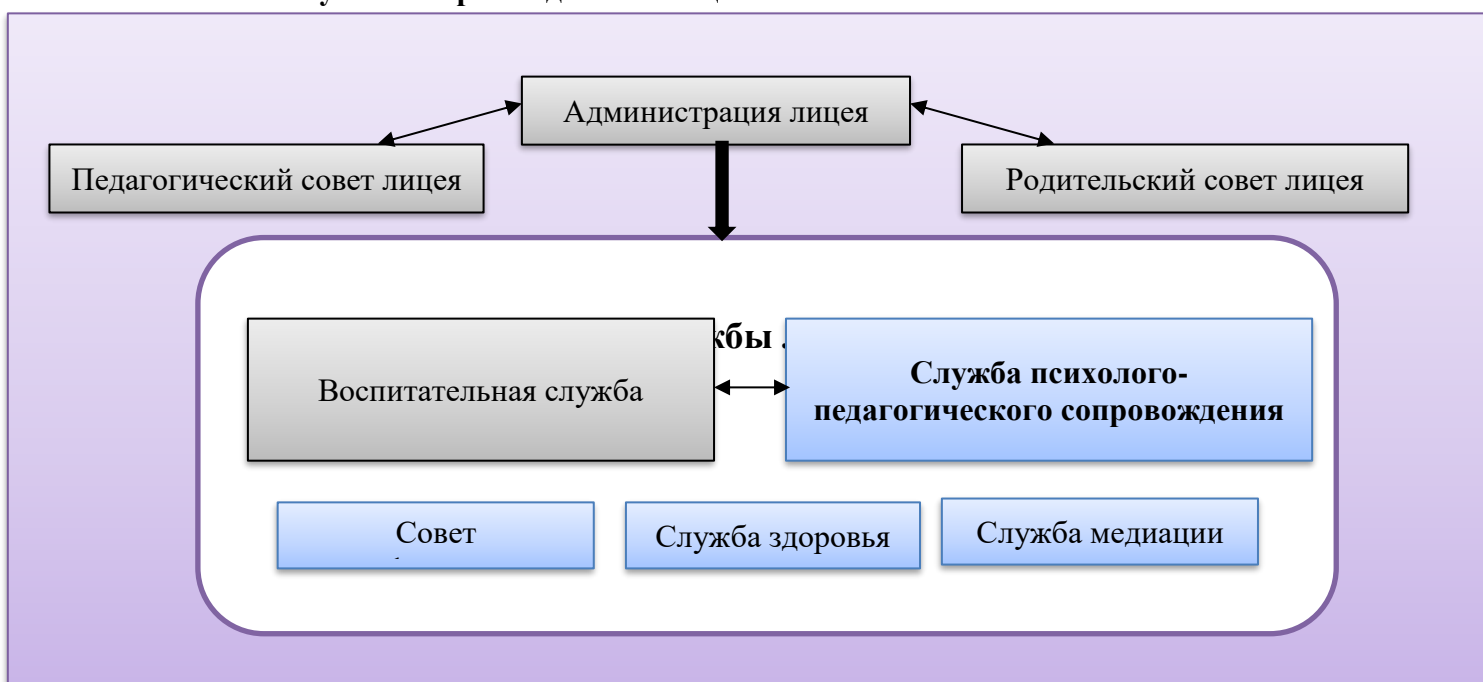 Администрация лицея
Педагогический совет лицея
Родительский совет лицея
Воспитательная служба
Служба психолого-
педагогического сопровождения
Совет
Служба здоровья
Служба медиации